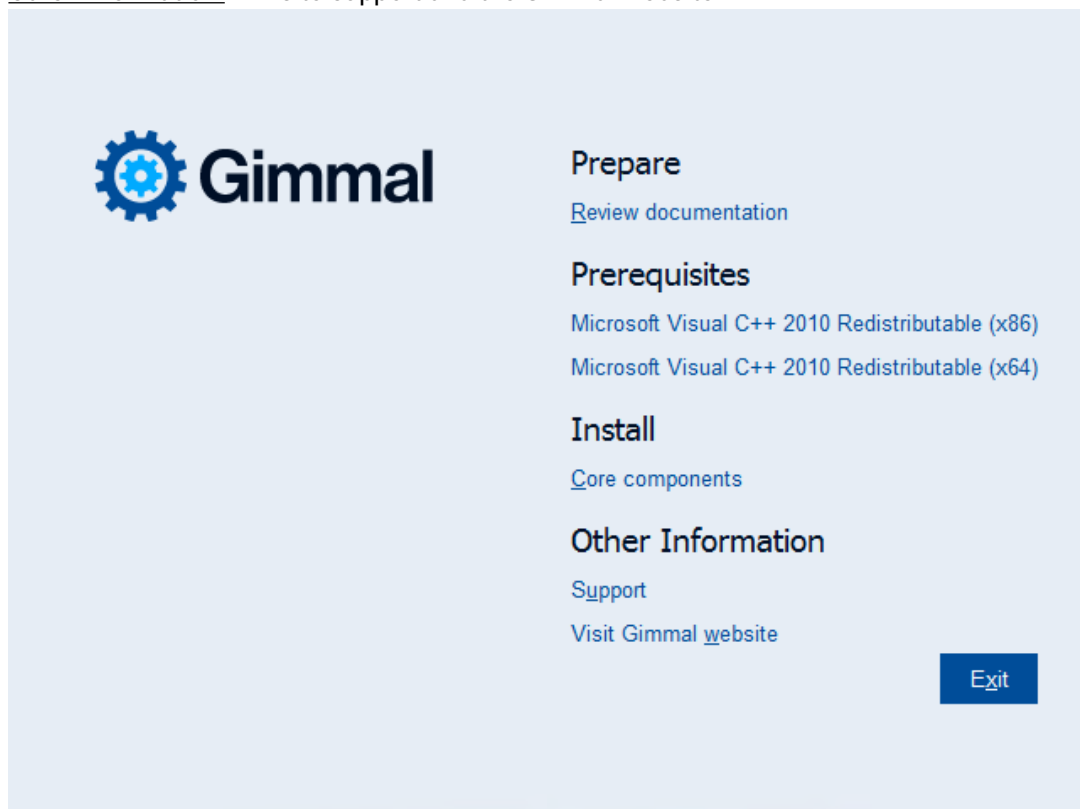 Gimmal
Prepare
Review documentation
Prerequisites
Microsoft Visual C++ 2010 Redistributable (x86)
Microsoft Visual C++ 2010 Redistributable (x64)
Install
Core components
Other Information
Support
Visit Gimmal website
Exit